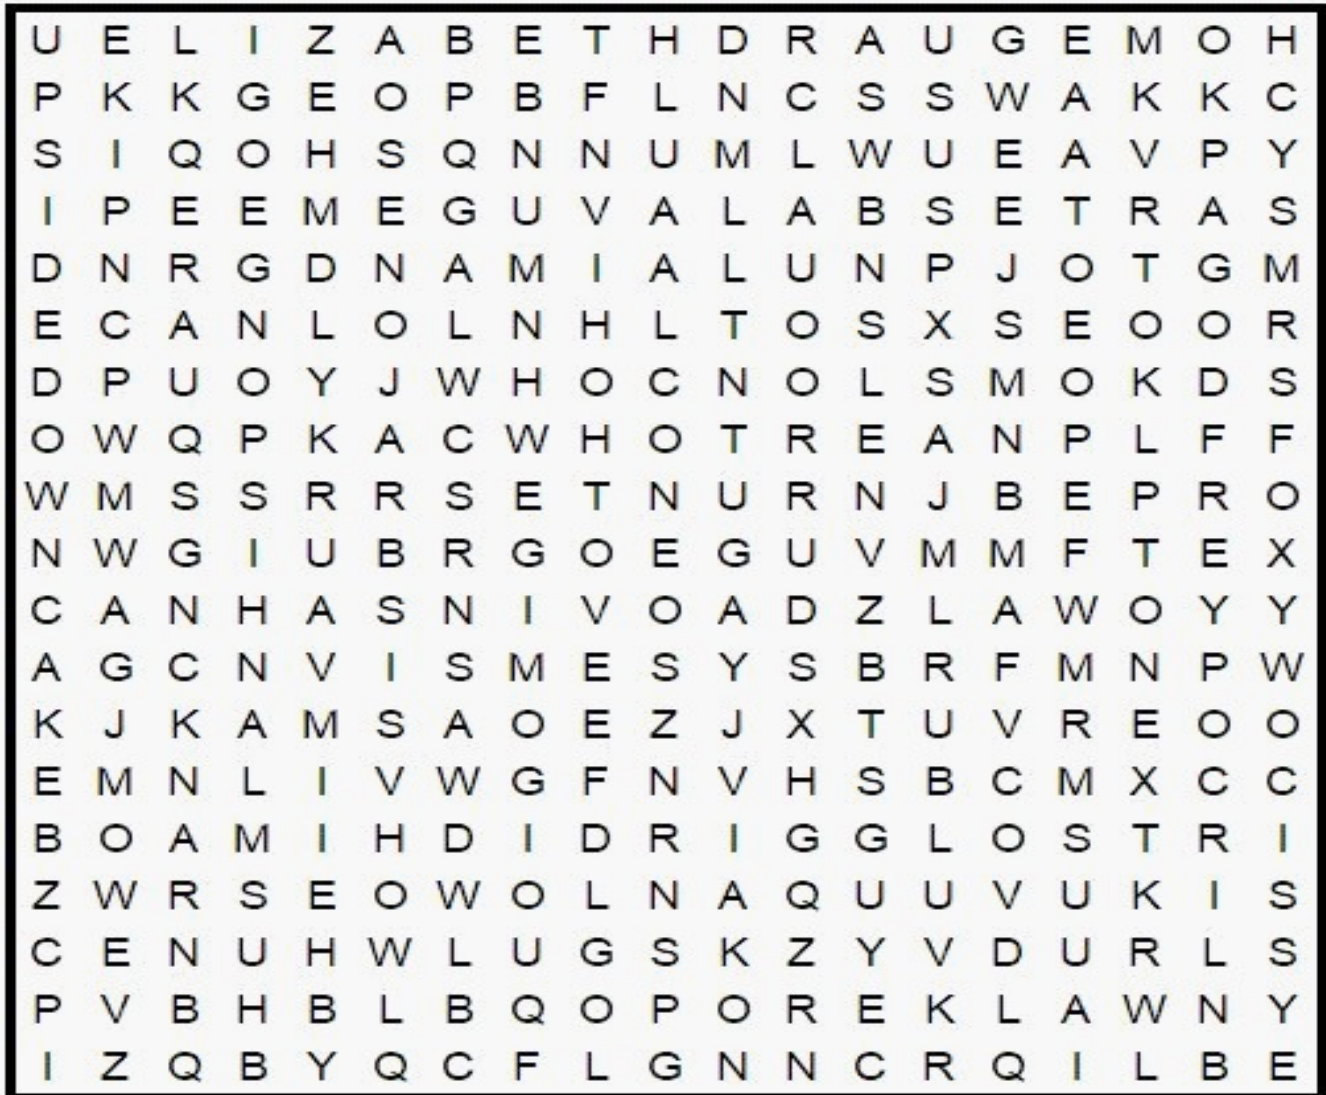 U E L I Z A B E T H D R A U G E M O H
P K K G E O P B F L N C S S W A K K C
S I Q O H S Q N N U M L W U E A V P Y
I P E E M E G U V A L A B S E T R A S
D N R G D N A M I A L U N P J O T G M
E C A N L O L N H L T O S X S E O O R
D P U O Y J W H O C N O L S M O K D S
O W Q P K A C W H O T R E A N P L F F
W M S S R R S E T N U R N J B E P R O
N W G I U B R G O E G U V M M F T E X
C A N H A S N I V O A D Z L A W O Y Y
A G C N V I S M E S Y S B R F M N P W
K J K A M S A O E Z J X T U V R E O O
E M N L I V W G F N V H S B C M X C C
B O A M I H D I D R I G G L O S T R I
Z W R S E O W O L N A Q U U V U K I S
C E N U H W L U G S K Z Y V D U R L S
P V B H B L B Q O P O R E K L A W N Y
I Z Q B Y Q C F L G N N C R Q I L B E